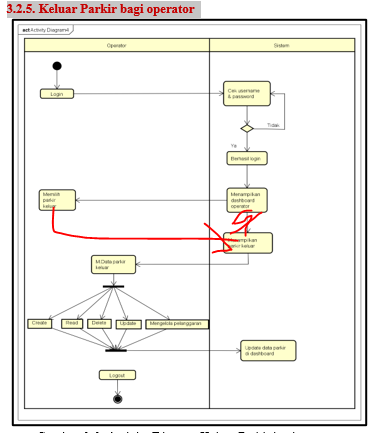 3.2.5. Keluar Parkir bagi operator
act Activity Diagram4
Operator
Sistem
Login
Cek username
& password
Tidak
Ya
Berhasil login
Memilih
parkir
keluar
Menampilkan
dashboard
operator
Menampilkan
parkir keluar
M.Data parkir
keluar
Create
Read
Delete
Update
Mengelola pelanggaran
Update data parkir
di dashboard
Logout